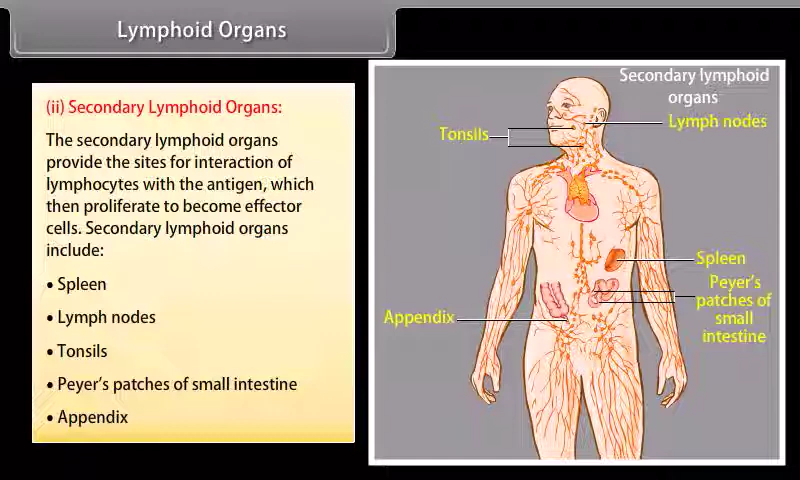 Lymphoid Organs
(ii) Secondary Lymphoid Organs:
The secondary lymphoid organs
provide the sites for interaction of
lymphocytes with the antigen, which
then proliferate to become effector
cells. Secondary lymphoid organs
include:
• Spleen
• Lymph nodes
• Tonsils
• Peyer's patches of small intestine
• Appendix
Secondary lymphoid
organs
Lymph nodes
Tonsils
Spleen
Peyer's
patches of
small
intestine
Appendix